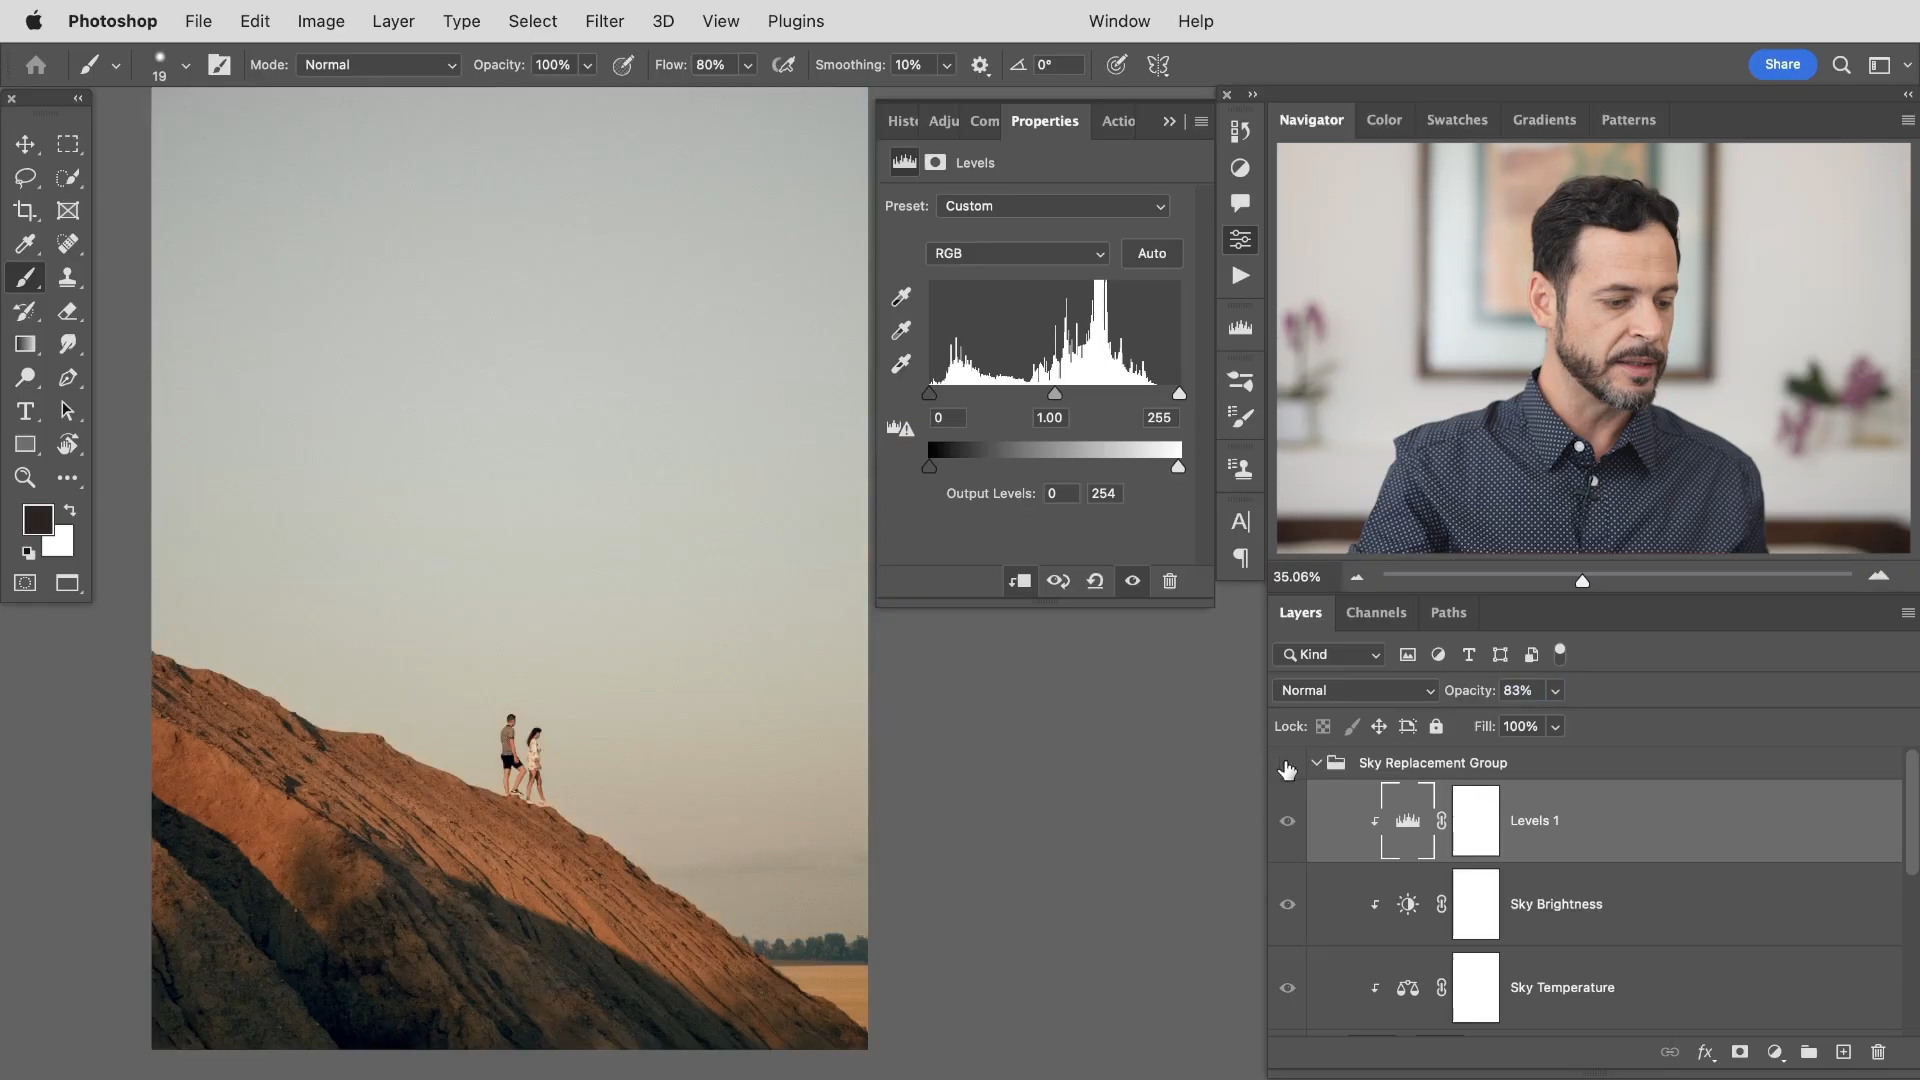 Photoshop File Edit Image Layer Type Select Filter 3D View Plugins Window Help
19 Mode: Normal Opacity: 100% Flow: 80% Smoothing: 10% 0° Share
Histo Adju Com Properties Actio
Levels
Preset: Custom
RGB Auto
0 1.00 255
Output Levels: 0 254
A|
Navigator Color Swatches Gradients Patterns
35.06%
Layers Channels Paths
Kind
Normal Opacity: 83%
Lock: Fill: 100%
Sky Replacement Group
Levels 1
Sky Brightness
Sky Temperature
fx